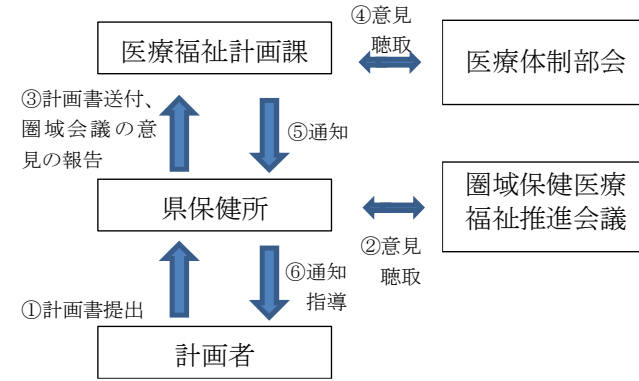 ④意見
聴取
医療福祉計画課
医療体制部会
③計画書送付、
圏域会議の意
見の報告
⑤通知
県保健所
圏域保健医療
福祉推進会議
②意見
聴取
⑥通知
指導
①計画書提出
計画者